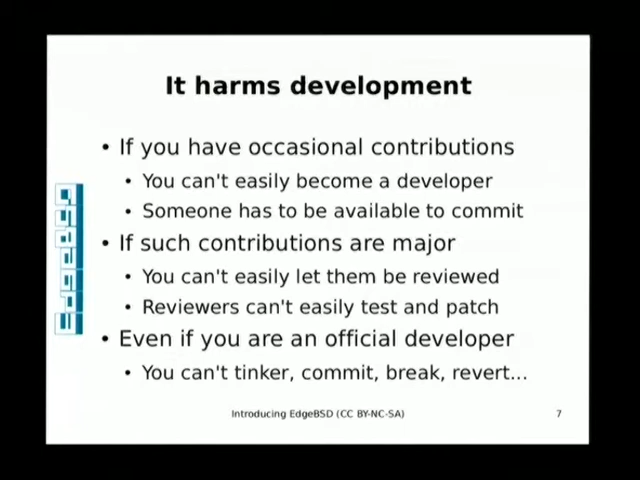 It harms development
• If you have occasional contributions
• You can't easily become a developer
• Someone has to be available to commit
• If such contributions are major
• You can't easily let them be reviewed
• Reviewers can't easily test and patch
• Even if you are an official developer
• You can't tinker, commit, break, revert...
Introducing EdgeBSD (CC BY-NC-SA)
7